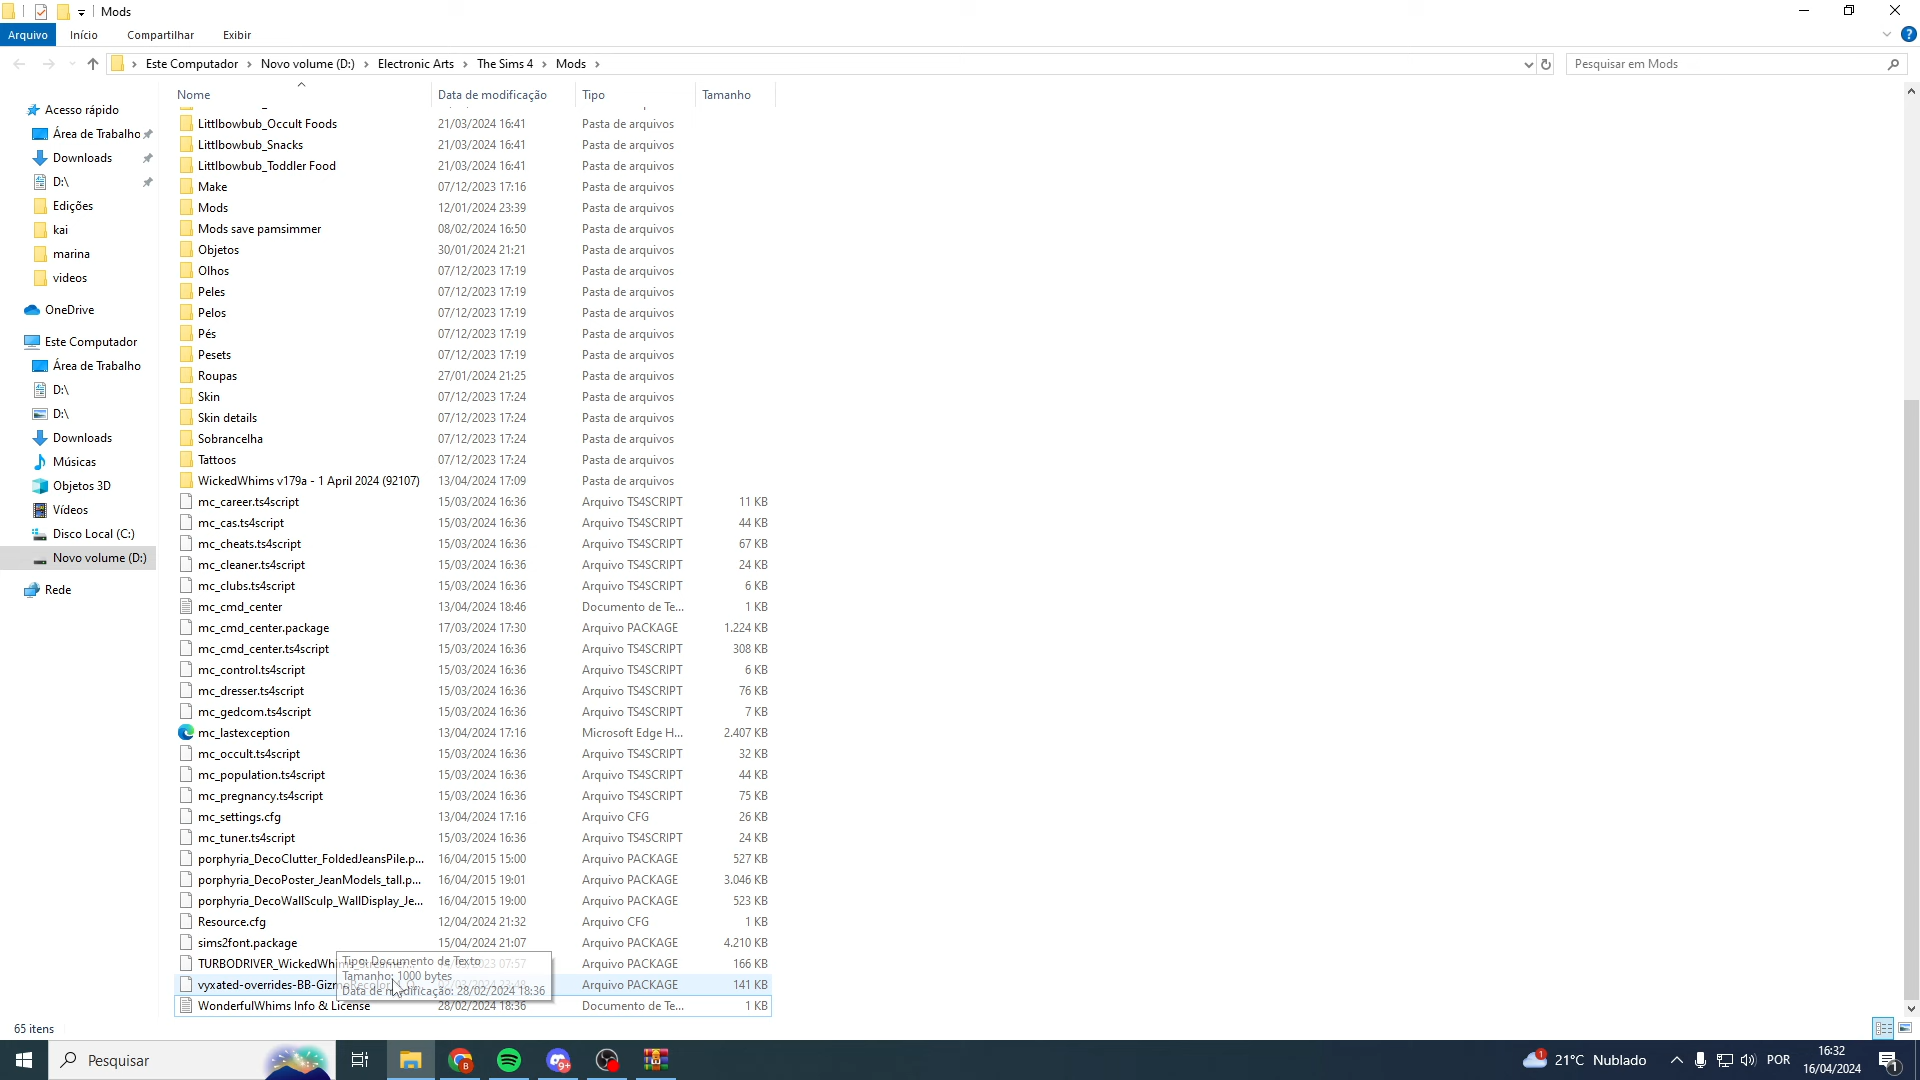 Mods
Arquivo Início Compartilhar Exibir
Este Computador Novo volume (D:) Electronic Arts The Sims 4 Mods
Pesquisar em Mods
Nome Data de modificação Tipo Tamanho
Acesso rápido
Área de Trabalho
Downloads
D:\
Edições
kai
marina
videos
OneDrive
Este Computador
Área de Trabalho
D:\
D:\
Downloads
Músicas
Objetos 3D
Vídeos
Disco Local (C:)
Novo volume (D:)
Rede
Littlbowbub_Occult Foods 21/03/2024 16:41 Pasta de arquivos
Littlbowbub_Snacks 21/03/2024 16:41 Pasta de arquivos
Littlbowbub_Toddler Food 21/03/2024 16:41 Pasta de arquivos
Make 07/12/2023 17:16 Pasta de arquivos
Mods 12/01/2024 23:39 Pasta de arquivos
Mods save pamsimmer 08/02/2024 16:50 Pasta de arquivos
Objetos 30/01/2024 21:21 Pasta de arquivos
Olhos 07/12/2023 17:19 Pasta de arquivos
Peles 07/12/2023 17:19 Pasta de arquivos
Pelos 07/12/2023 17:19 Pasta de arquivos
Pés 07/12/2023 17:19 Pasta de arquivos
Pesets 07/12/2023 17:19 Pasta de arquivos
Roupas 27/01/2024 21:25 Pasta de arquivos
Skin 07/12/2023 17:24 Pasta de arquivos
Skin details 07/12/2023 17:24 Pasta de arquivos
Sobrancelha 07/12/2023 17:24 Pasta de arquivos
Tattoos 07/12/2023 17:24 Pasta de arquivos
WickedWhims v179a - 1 April 2024 (92107) 13/04/2024 17:09 Pasta de arquivos
mc_career.ts4script 15/03/2024 16:36 Arquivo TS4SCRIPT 11 KB
mc_cas.ts4script 15/03/2024 16:36 Arquivo TS4SCRIPT 44 KB
mc_cheats.ts4script 15/03/2024 16:36 Arquivo TS4SCRIPT 67 KB
mc_cleaner.ts4script 15/03/2024 16:36 Arquivo TS4SCRIPT 24 KB
mc_clubs.ts4script 15/03/2024 16:36 Arquivo TS4SCRIPT 6 KB
mc_cmd_center 13/04/2024 18:46 Documento de Te... 1 KB
mc_cmd_center.package 17/03/2024 17:30 Arquivo PACKAGE 1.224 KB
mc_cmd_center.ts4script 15/03/2024 16:36 Arquivo TS4SCRIPT 308 KB
mc_control.ts4script 15/03/2024 16:36 Arquivo TS4SCRIPT 6 KB
mc_dresser.ts4script 15/03/2024 16:36 Arquivo TS4SCRIPT 76 KB
mc_gedcom.ts4script 15/03/2024 16:36 Arquivo TS4SCRIPT 7 KB
mc_lastexception 13/04/2024 17:16 Microsoft Edge H... 2.407 KB
mc_occult.ts4script 15/03/2024 16:36 Arquivo TS4SCRIPT 32 KB
mc_population.ts4script 15/03/2024 16:36 Arquivo TS4SCRIPT 44 KB
mc_pregnancy.ts4script 15/03/2024 16:36 Arquivo TS4SCRIPT 75 KB
mc_settings.cfg 13/04/2024 17:16 Arquivo CFG 26 KB
mc_tuner.ts4script 15/03/2024 16:36 Arquivo TS4SCRIPT 24 KB
porphyria_DecoClutter_FoldedJeansPile.p... 16/04/2015 15:00 Arquivo PACKAGE 527 KB
porphyria_DecoPoster_JeanModels_tall.p... 16/04/2015 19:01 Arquivo PACKAGE 3.046 KB
porphyria_DecoWallSculp_WallDisplay_Je... 16/04/2015 19:00 Arquivo PACKAGE 523 KB
Resource.cfg 12/04/2024 21:32 Arquivo CFG 1 KB
sims2font.package 15/04/2024 21:07 Arquivo PACKAGE 4.210 KB
Arquivo PACKAGE 166 KB
Arquivo PACKAGE 141 KB
WonderfulWhims Info & License 28/02/2024 18:36 Documento de Te... 1 KB
Tipo: Documento de Texto
Tamanho: 1000 bytes
Data de modificação: 28/02/2024 18:36
65 itens
Pesquisar
21°C Nublado
POR
16:32
16/04/2024